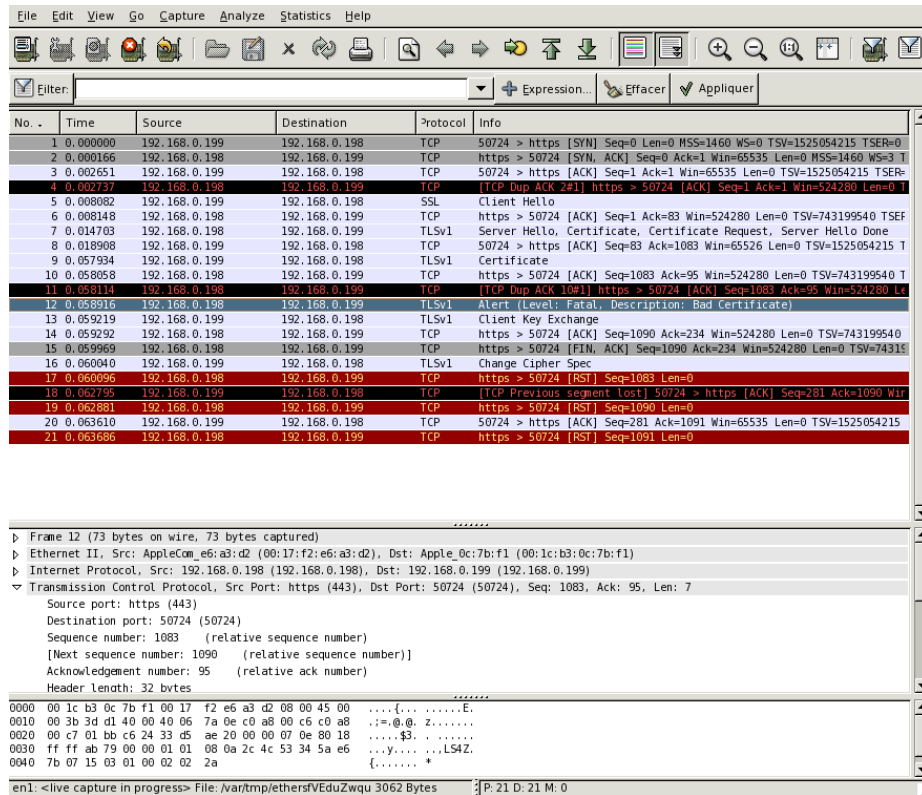 File Edit View Go Capture Analyze Statistics Help
Filter: Expression... Effacer Appliquer
No. . Time Source Destination Protocol Info
1 0.000000 192.168.0.199 192.168.0.198 TCP 50724 > https [SYN] Seq=0 Len=0 MSS=1460 WS=0 TSV=1525054215 TSER=0
2 0.000166 192.168.0.198 192.168.0.199 TCP https > 50724 [SYN, ACK] Seq=0 Ack=1 Win=65535 Len=0 MSS=1460 WS=3 T
3 0.002651 192.168.0.199 192.168.0.198 TCP 50724 > https [ACK] Seq=1 Ack=1 Win=65535 Len=0 TSV=1525054215 TSER=
4 0.002737 192.168.0.198 192.168.0.199 TCP [TCP Dup ACK 2#1] https > 50724 [ACK] Seq=1 Ack=1 Win=524280 Len=0 T
5 0.008082 192.168.0.199 192.168.0.198 SSL Client Hello
6 0.008148 192.168.0.198 192.168.0.199 TCP https > 50724 [ACK] Seq=1 Ack=83 Win=524280 Len=0 TSV=743199540 TSER
7 0.014703 192.168.0.198 192.168.0.199 TLSv1 Server Hello, Certificate, Certificate Request, Server Hello Done
8 0.018908 192.168.0.199 192.168.0.198 TCP 50724 > https [ACK] Seq=83 Ack=1083 Win=65526 Len=0 TSV=1525054215 T
9 0.057934 192.168.0.199 192.168.0.198 TLSv1 Certificate
10 0.058058 192.168.0.198 192.168.0.199 TCP https > 50724 [ACK] Seq=1083 Ack=95 Win=524280 Len=0 TSV=743199540 T
11 0.058114 192.168.0.198 192.168.0.199 TCP [TCP Dup ACK 10#1] https > 50724 [ACK] Seq=1083 Ack=95 Win=524280 Le
12 0.058916 192.168.0.198 192.168.0.199 TLSv1 Alert (Level: Fatal, Description: Bad Certificate)
13 0.059219 192.168.0.199 192.168.0.198 TLSv1 Client Key Exchange
14 0.059292 192.168.0.198 192.168.0.199 TCP https > 50724 [ACK] Seq=1090 Ack=234 Win=524280 Len=0 TSV=743199540
15 0.059969 192.168.0.198 192.168.0.199 TCP https > 50724 [FIN, ACK] Seq=1090 Ack=234 Win=524280 Len=0 TSV=74319
16 0.060040 192.168.0.199 192.168.0.198 TLSv1 Change Cipher Spec
17 0.060096 192.168.0.198 192.168.0.199 TCP https > 50724 [RST] Seq=1083 Len=0
18 0.062795 192.168.0.199 192.168.0.198 TCP [TCP Previous segment lost] 50724 > https [ACK] Seq=281 Ack=1090 Win
19 0.062881 192.168.0.198 192.168.0.199 TCP https > 50724 [RST] Seq=1090 Len=0
20 0.063610 192.168.0.199 192.168.0.198 TCP 50724 > https [ACK] Seq=281 Ack=1091 Win=65535 Len=0 TSV=1525054215
21 0.063686 192.168.0.198 192.168.0.199 TCP https > 50724 [RST] Seq=1091 Len=0
Frame 12 (73 bytes on wire, 73 bytes captured)
Ethernet II, Src: AppleCom_e6:a3:d2 (00:17:f2:e6:a3:d2), Dst: Apple_0c:7b:f1 (00:1c:b3:0c:7b:f1)
Internet Protocol, Src: 192.168.0.198 (192.168.0.198), Dst: 192.168.0.199 (192.168.0.199)
Transmission Control Protocol, Src Port: https (443), Dst Port: 50724 (50724), Seq: 1083, Ack: 95, Len: 7
Source port: https (443)
Destination port: 50724 (50724)
Sequence number: 1083 (relative sequence number)
[Next sequence number: 1090 (relative sequence number)]
Acknowledgement number: 95 (relative ack number)
Header length: 32 bytes
0000 00 1c b3 0c 7b f1 00 17 f2 e6 a3 d2 08 00 45 00 ....{... ......E.
0010 00 3b 3d d1 40 00 40 06 7a 0e c0 a8 00 c6 c0 a8 .;=.@.@. z.......
0020 00 c7 01 bb c6 24 33 d5 ae 20 00 00 07 0e 80 18 .....$3. . ......
0030 ff ff ab 79 00 00 01 01 08 0a 2c 4c 53 34 5a e6 ...y.... ..,LS4Z.
0040 7b 07 15 03 01 00 02 02 2a {....... *
en1: <live capture in progress> File: /var/tmp/ethersfVEduZwqu 3062 Bytes P: 21 D: 21 M: 0